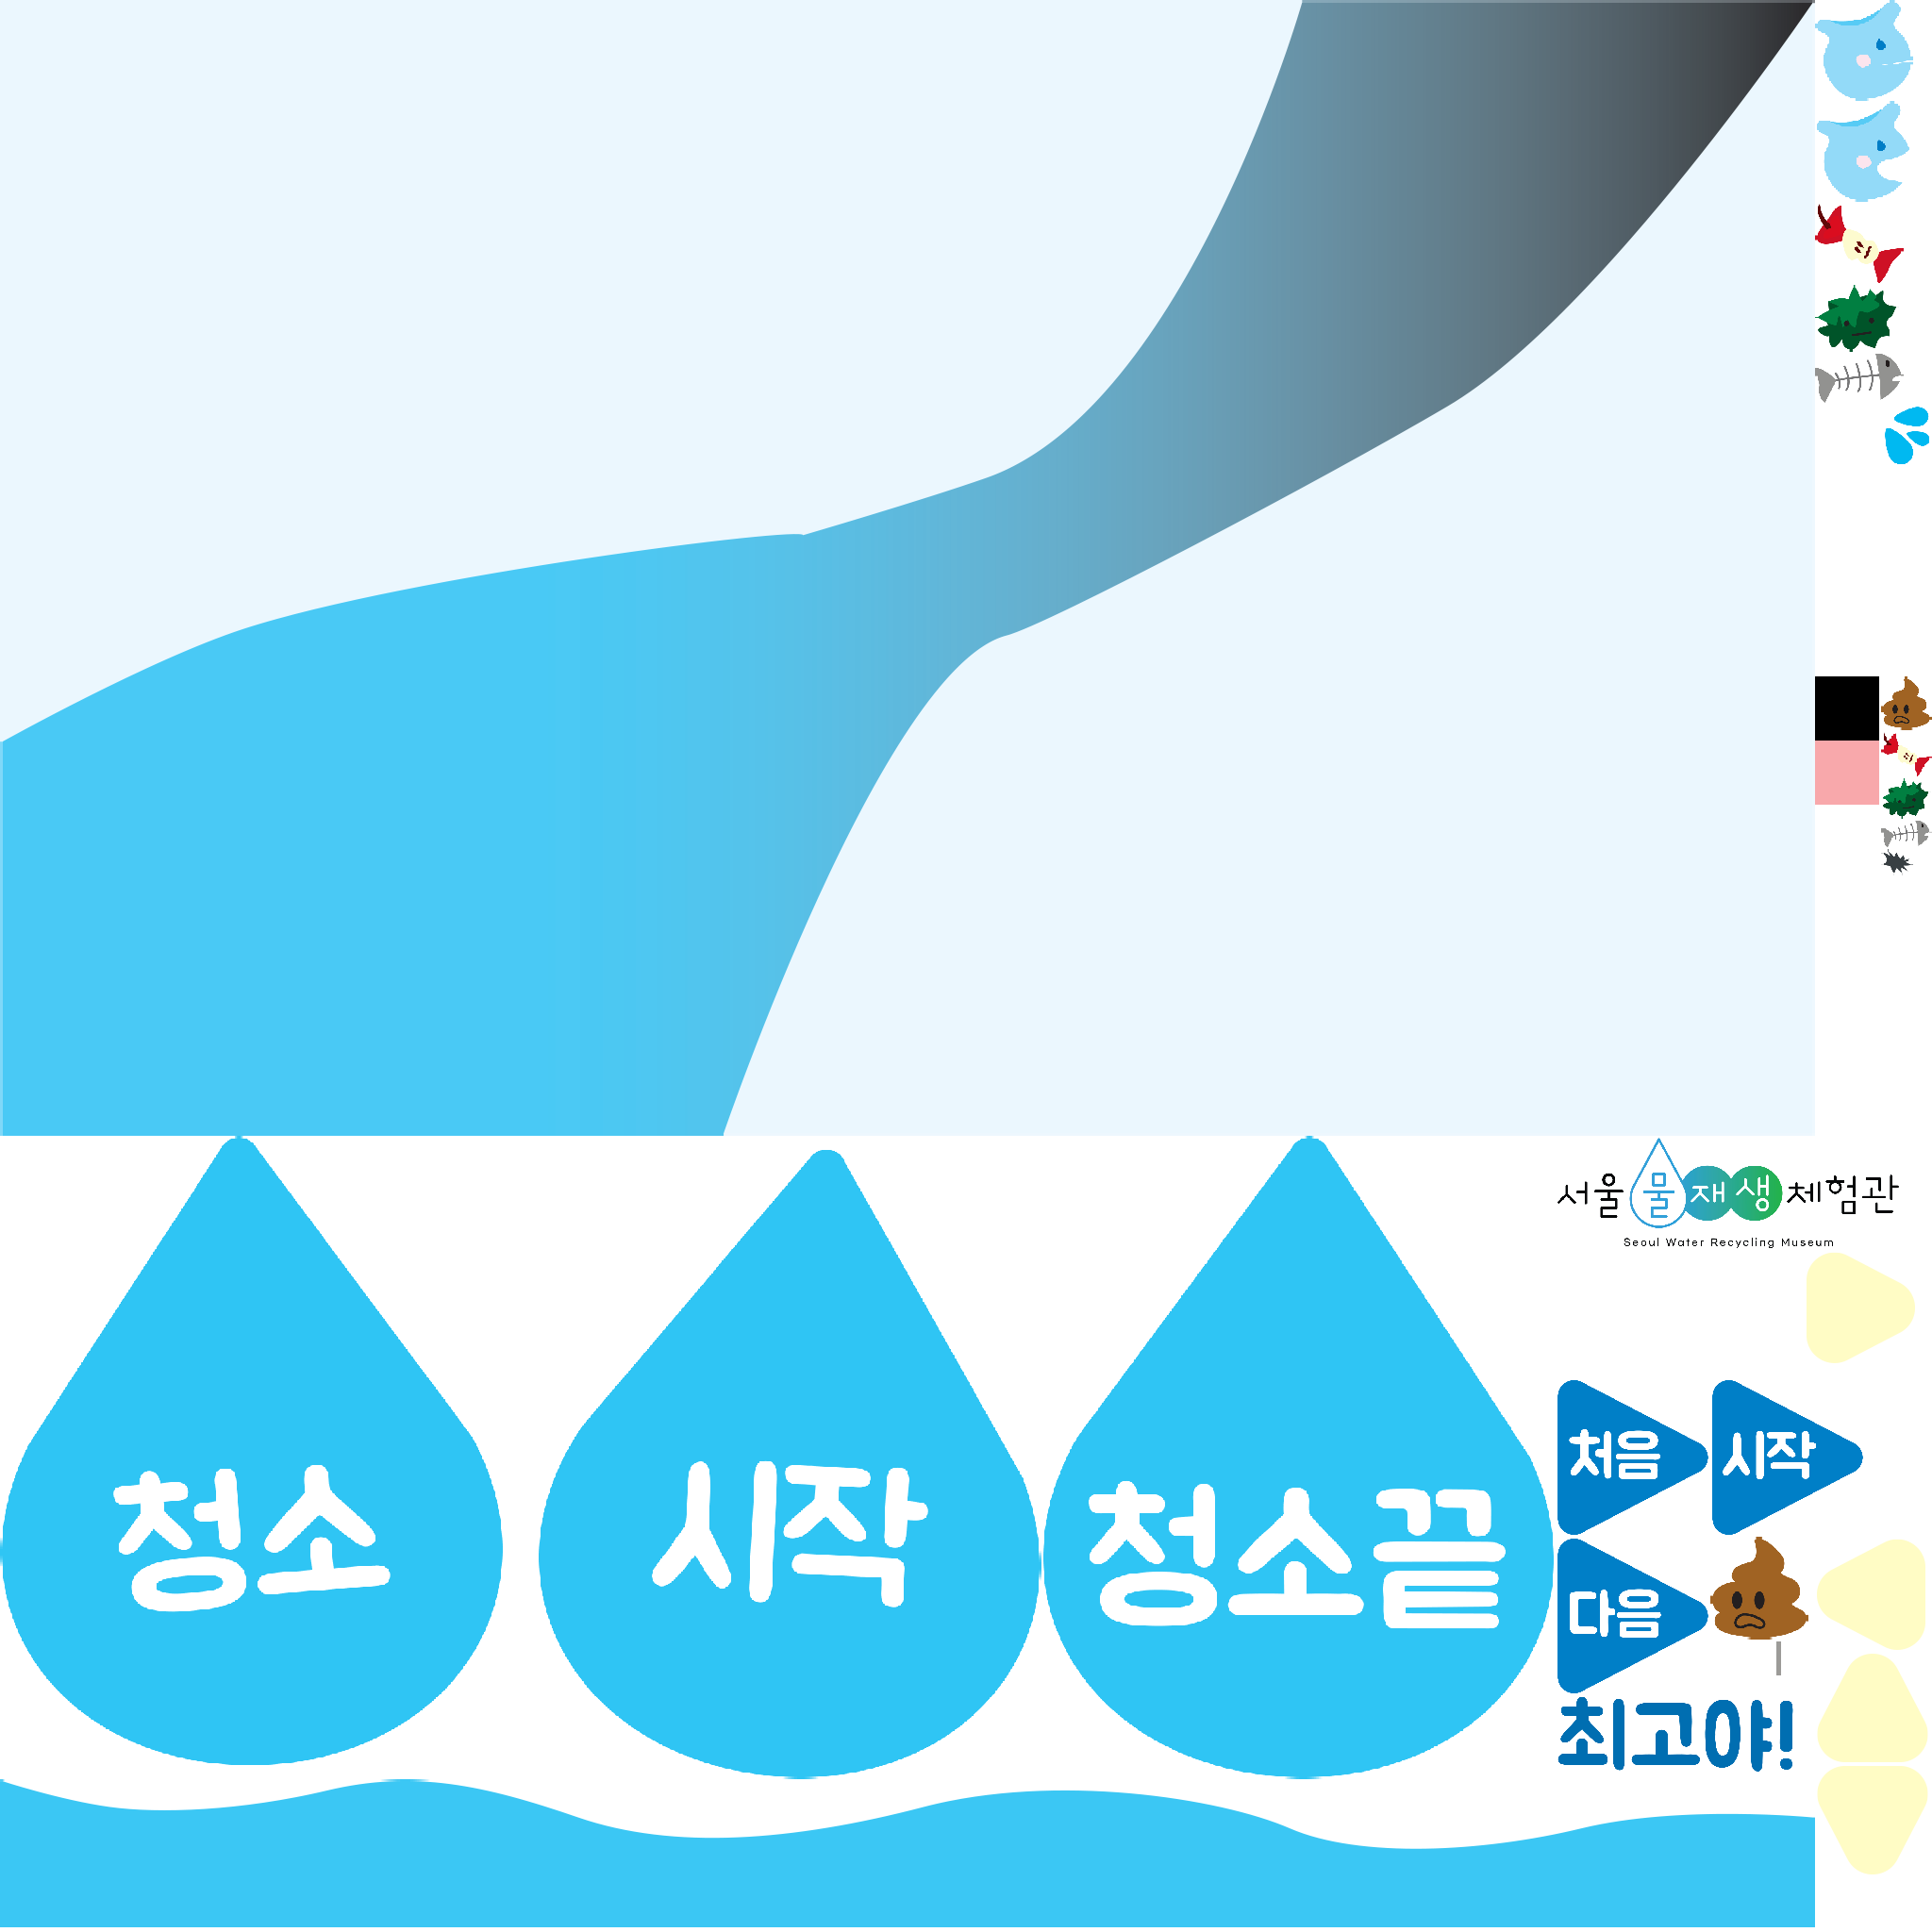 서울 물재생체험관
Seoul Water Recycling Museum
청소
시작
청소끝
처음
시작
다음
최고야!